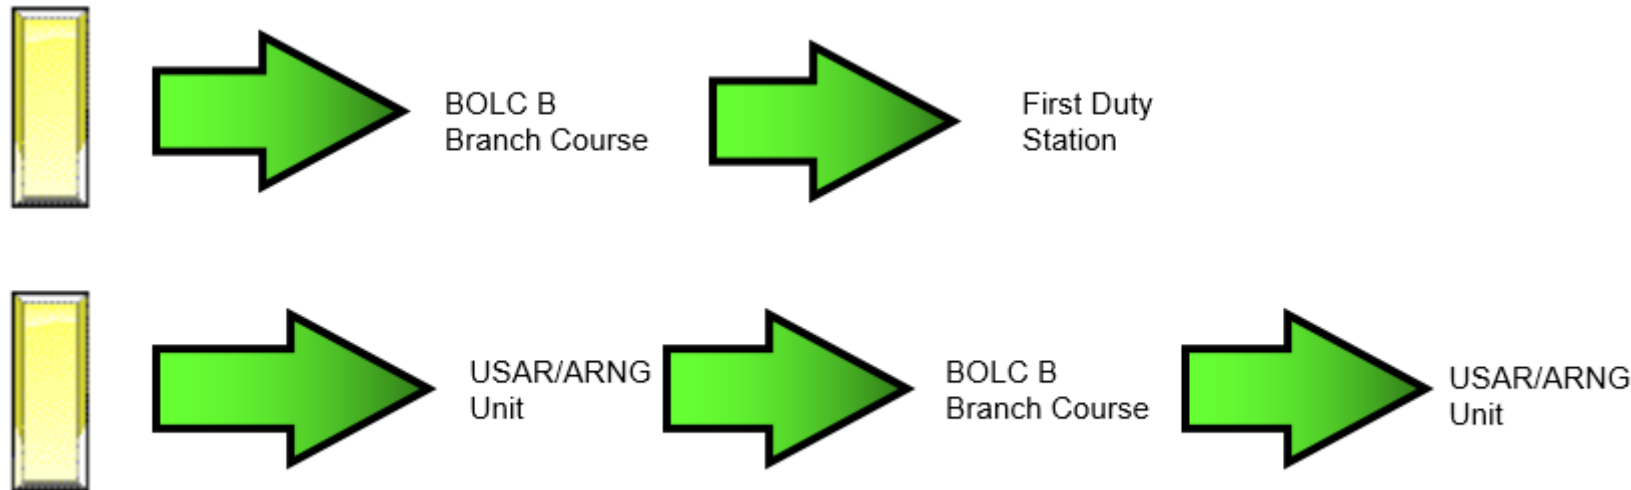 BOLC B
Branch Course
First Duty
Station
USAR/ARNG
Unit
BOLC B
Branch Course
USAR/ARNG
Unit